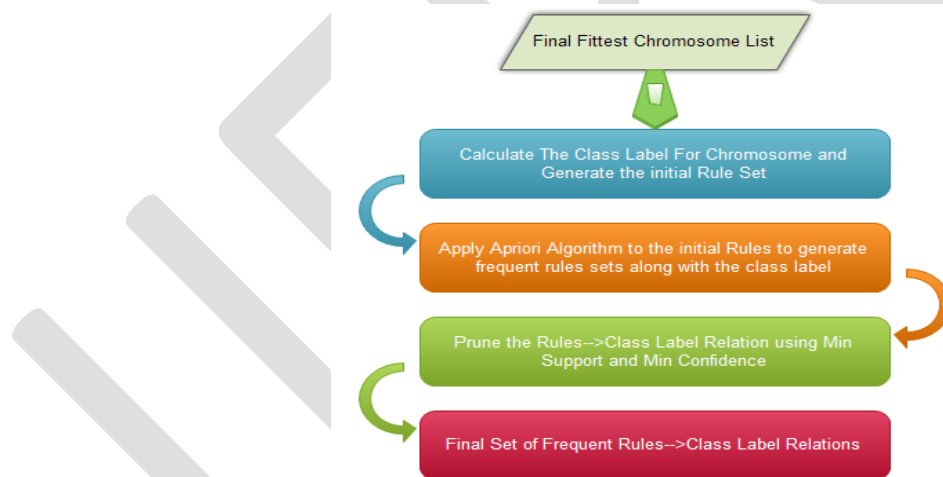 Final Fittest Chromosome List
Calculate The Class Label For Chromosome and
Generate the initial Rule Set
Apply Apriori Algorithm to the initial Rules to generate
frequent rules sets along with the class label
Prune the Rules-->Class Label Relation using Min
Support and Min Confidence
Final Set of Frequent Rules-->Class Label Relations